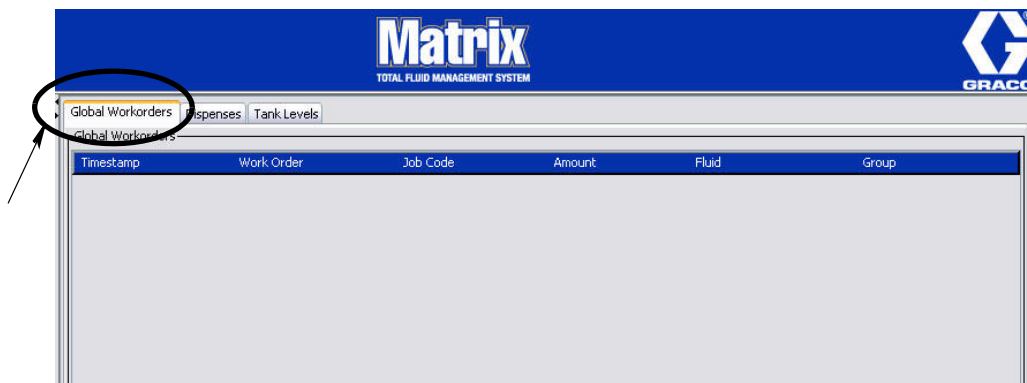 Matrix
TOTAL FLUID MANAGEMENT SYSTEM
GRACO
Global Workorders Dispenses Tank Levels
Global Workorders
Timestamp Work Order Job Code Amount Fluid Group